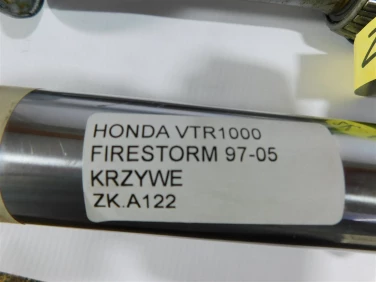 HONDA VTR1000
FIRESTORM 97-05
KRZYWE
ZK.A122